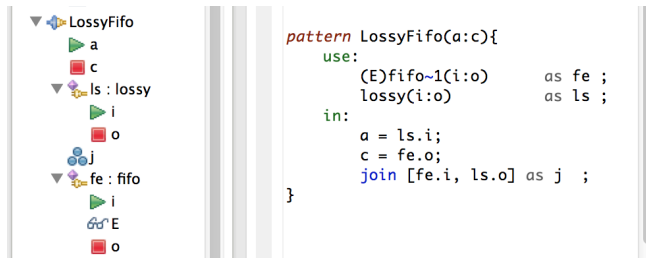 LossyFifo
a
c
ls : lossy
i
o
j
fe : fifo
i
E
o
pattern LossyFifo(a:c){
use:
(E)fifo~1(i:o) as fe ;
lossy(i:o) as ls ;
in:
a = ls.i;
c = fe.o;
join [fe.i, ls.o] as j ;
}